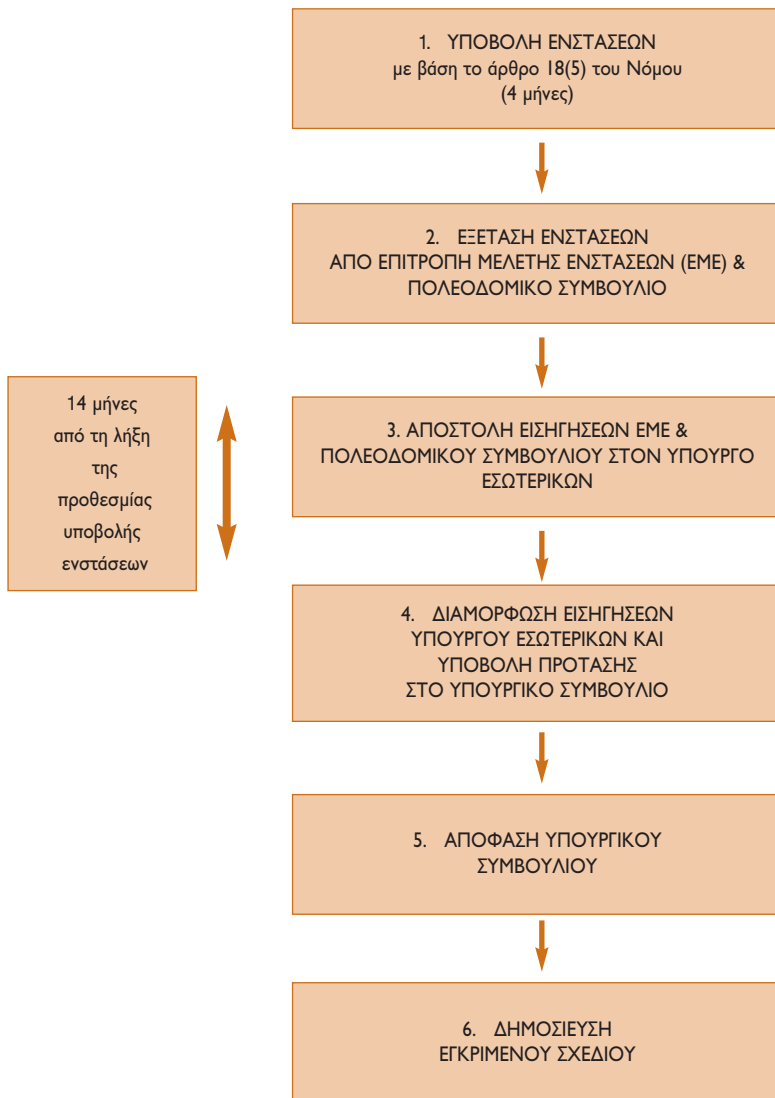 1. ΥΠΟΒΟΛΗ ΕΝΣΤΑΣΕΩΝ
με βάση το άρθρο 18(5) του Νόμου
(4 μήνες)
2. ΕΞΕΤΑΣΗ ΕΝΣΤΑΣΕΩΝ
ΑΠΟ ΕΠΙΤΡΟΠΗ ΜΕΛΕΤΗΣ ΕΝΣΤΑΣΕΩΝ (ΕΜΕ) &
ΠΟΛΕΟΔΟΜΙΚΟ ΣΥΜΒΟΥΛΙΟ
14 μήνες
από τη λήξη
της
προθεσμίας
υποβολής
ενστάσεων
3. ΑΠΟΣΤΟΛΗ ΕΙΣΗΓΗΣΕΩΝ ΕΜΕ &
ΠΟΛΕΟΔΟΜΙΚΟΥ ΣΥΜΒΟΥΛΙΟΥ ΣΤΟΝ ΥΠΟΥΡΓΟ
ΕΣΩΤΕΡΙΚΩΝ
4. ΔΙΑΜΟΡΦΩΣΗ ΕΙΣΗΓΗΣΕΩΝ
ΥΠΟΥΡΓΟΥ ΕΣΩΤΕΡΙΚΩΝ ΚΑΙ
ΥΠΟΒΟΛΗ ΠΡΟΤΑΣΗΣ
ΣΤΟ ΥΠΟΥΡΓΙΚΟ ΣΥΜΒΟΥΛΙΟ
5. ΑΠΟΦΑΣΗ ΥΠΟΥΡΓΙΚΟΥ
ΣΥΜΒΟΥΛΙΟΥ
6. ΔΗΜΟΣΙΕΥΣΗ
ΕΓΚΡΙΜΕΝΟΥ ΣΧΕΔΙΟΥ